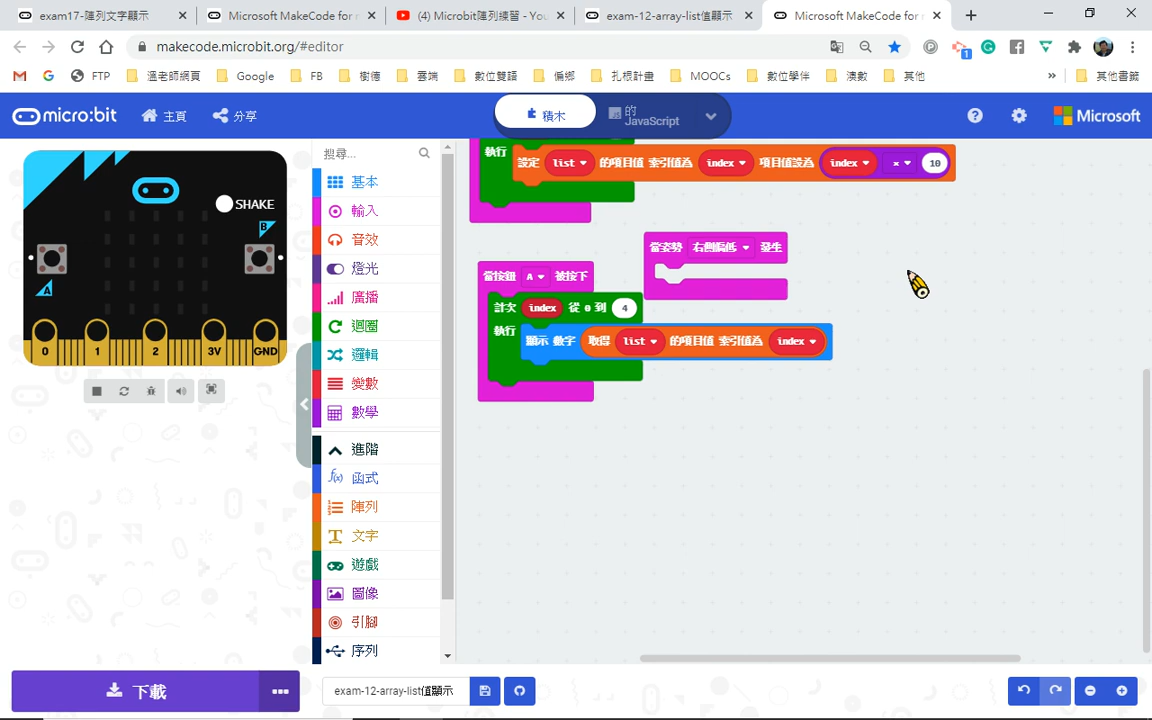 exam17-陣列文字顯示
Microsoft MakeCode for r
(4) Microbit陣列練習 - You
exam-12-array-list值顯示
Microsoft MakeCode for r
makecode.microbit.org/#editor
FTP
溫老師網頁
Google
FB
樹德
雲端
數位雙語
偏鄉
扎根計畫
MOOCs
數位學伴
澳數
其他
其他書籤
micro:bit
主頁
分享
積木
的 JavaScript
Microsoft
搜尋...
基本
輸入
音效
燈光
廣播
迴圈
邏輯
變數
數學
進階
函式
陣列
文字
遊戲
圖像
引腳
序列
SHAKE
B
A
0 1 2 3V GND
執行 設定 list 的項目值 索引值為 index 項目值設為 index × 10
當姿勢 右側偏低 發生
當按鈕 A 被按下
計次 index 從 0 到 4
執行 顯示 數字 取得 list 的項目值 索引值為 index
下載
exam-12-array-list值顯示